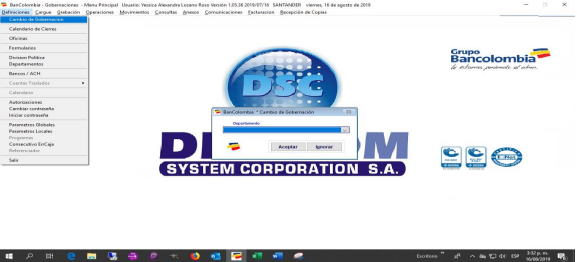 BanColombia - Gobernaciones - Menu Principal Usuario: Yessica Alexandra Lozano Raso Versión 1.05.26 2019/07/18 SANTANDER viernes, 16 de agosto de 2019
Definiciones Cargue Grabación Operaciones Movimientos Consultas Anexos Comunicaciones Facturacion Recepción de Copias
Cambio de Gobernacion
Calendario de Cierres
Oficinas
Formularios
Division Politica
Departamentos
Bancos / ACH
Cuentas Traslados
Calendario
Autorizaciones
Cambiar contraseña
Iniciar contraseña
Parametros Globales
Parametros Locales
Programas
Consecutivo EnCaja
Referenciador
Salir
Grupo
Bancolombia
le estamos poniendo el alma.
DSC
BanColombia * Cambio de Gobernación
Departamento
Aceptar Ignorar
SYSTEM CORPORATION S.A.
Escritorio
ESP
3:32 p. m.
16/08/2019